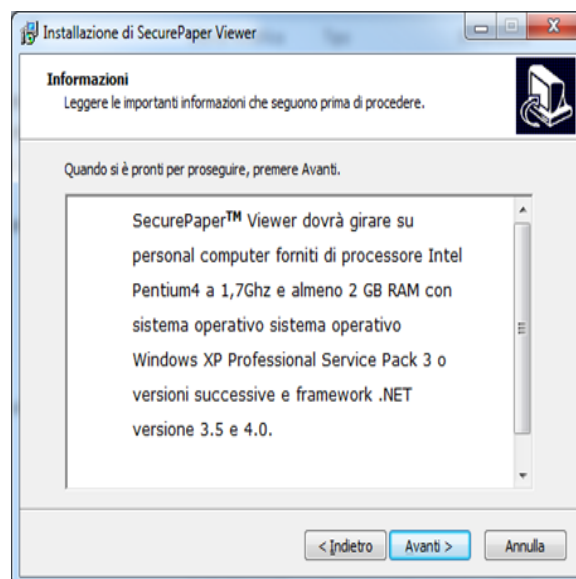 Installazione di SecurePaper Viewer
Informazioni
Leggere le importanti informazioni che seguono prima di procedere.
Quando si è pronti per proseguire, premere Avanti.
SecurePaper™ Viewer dovrà girare su
personal computer forniti di processore Intel
Pentium4 a 1,7Ghz e almeno 2 GB RAM con
sistema operativo sistema operativo
Windows XP Professional Service Pack 3 o
versioni successive e framework .NET
versione 3.5 e 4.0.
< Indietro
Avanti >
Annulla